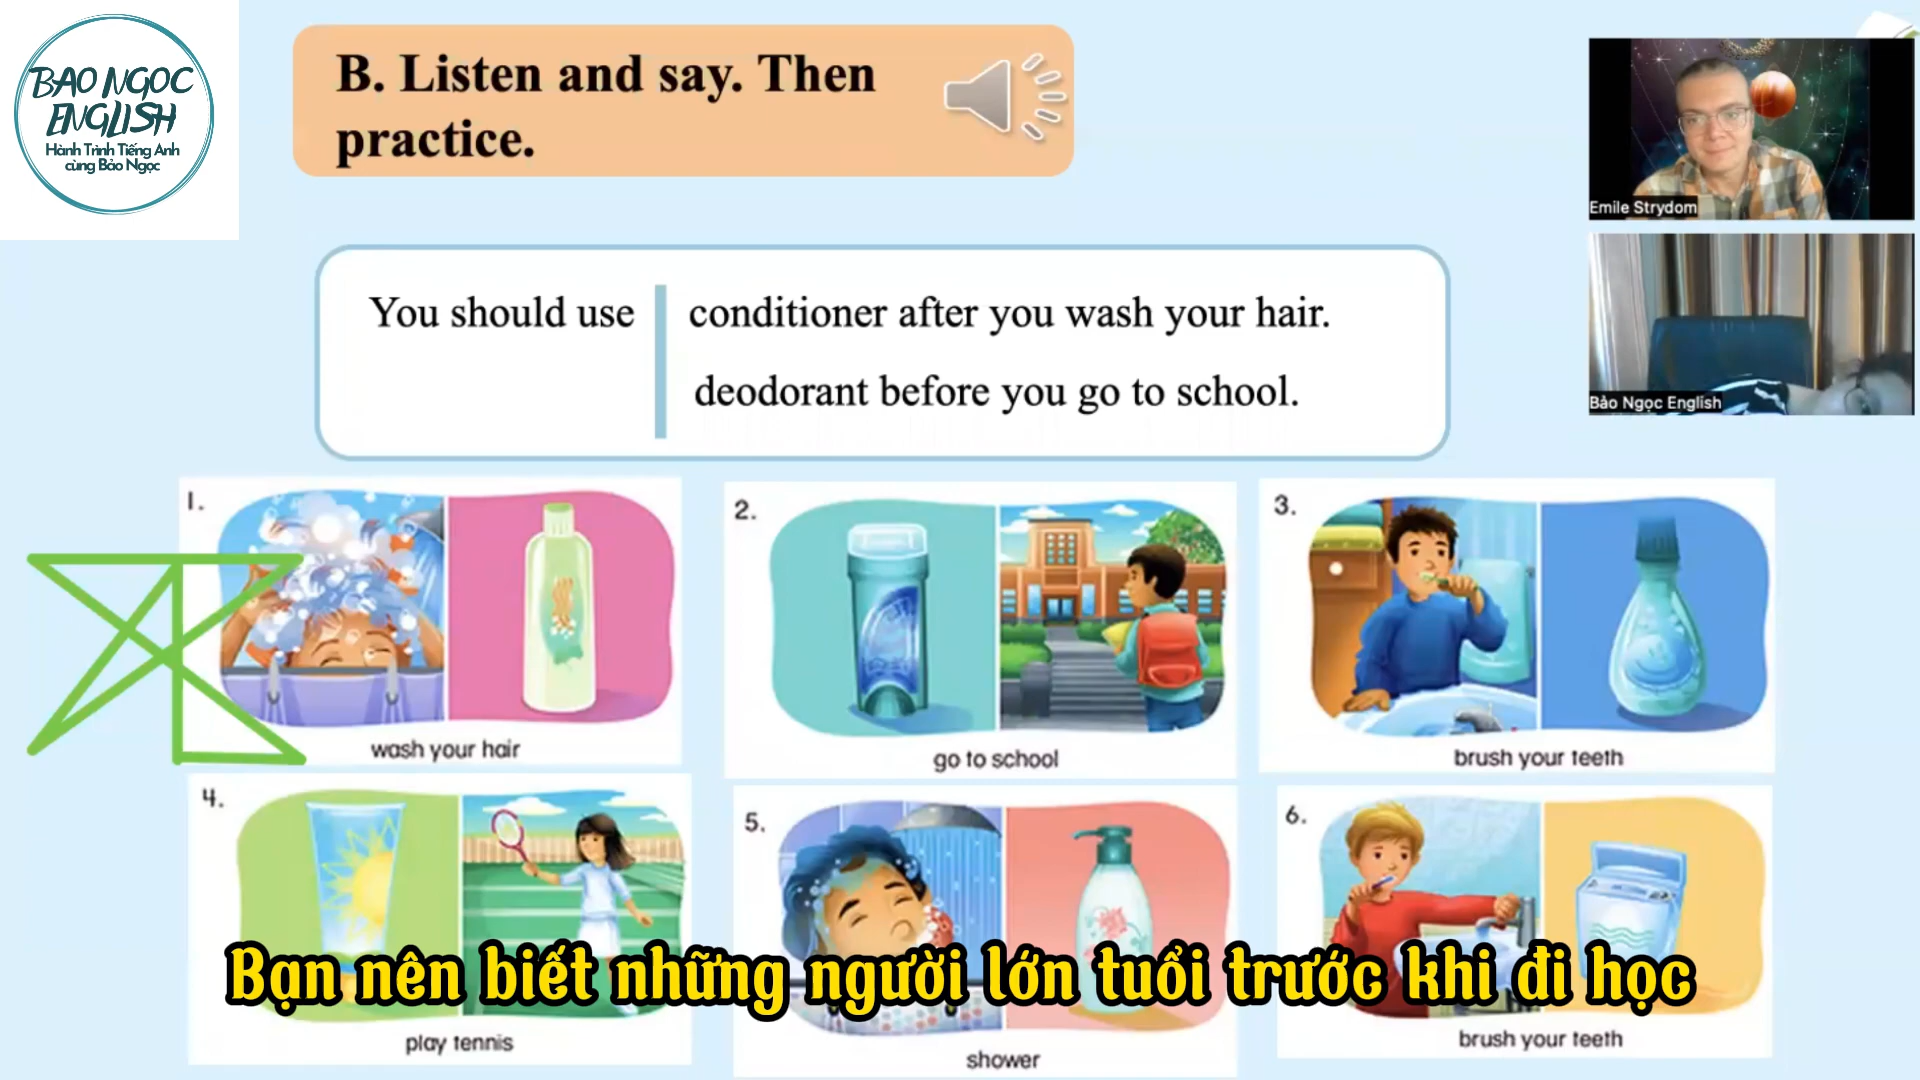 BAO NGOC
ENGLISH
Hành Trình Tiếng Anh
cùng Bảo Ngọc
B. Listen and say. Then
practice.
Emile Strydom
Bảo Ngọc English
You should use
conditioner after you wash your hair.
deodorant before you go to school.
1.
wash your hair
2.
go to school
3.
brush your teeth
4.
play tennis
5.
shower
6.
brush your teeth
Bạn nên biết những người lớn tuổi trước khi đi học